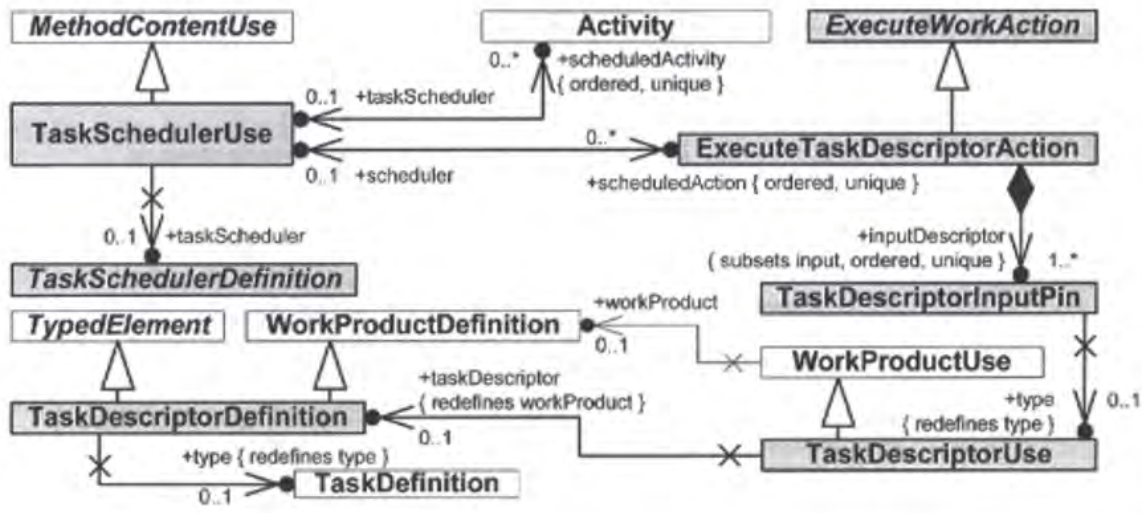 MethodContentUse
Activity
ExecuteWorkAction
0..*
+scheduledActivity
{ ordered, unique }
0..1 +taskScheduler
TaskSchedulerUse
0..*
ExecuteTaskDescriptorAction
0..1 +scheduler
+scheduledAction { ordered, unique }
0..1 +taskScheduler
+inputDescriptor
{ subsets input, ordered, unique } 1..*
TaskSchedulerDefinition
TaskDescriptorInputPin
+workProduct
TypedElement
WorkProductDefinition
0..1
WorkProductUse
+taskDescriptor
{ redefines workProduct }
+type
0..1
{ redefines type }
TaskDescriptorDefinition
0..1
TaskDescriptorUse
+type { redefines type }
0..1
TaskDefinition